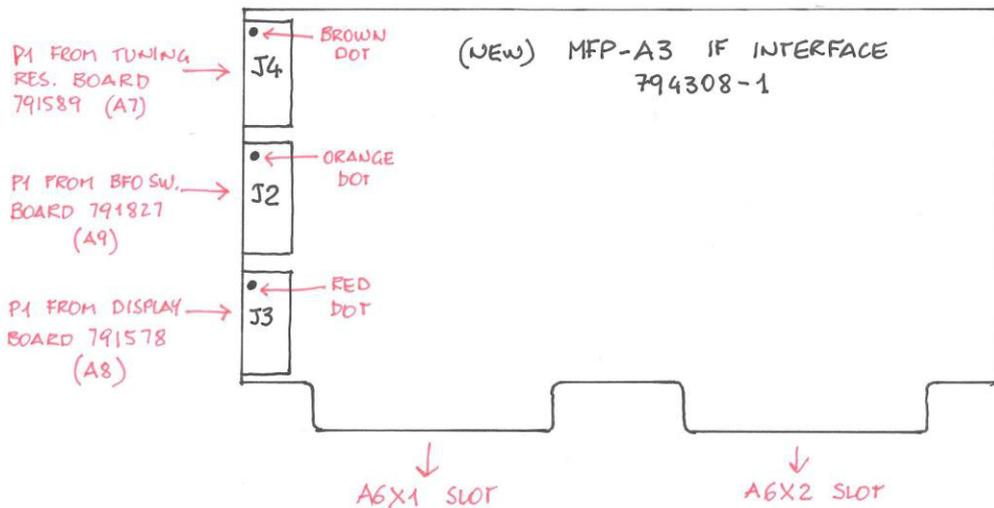 (NEW) MFP-A3 IF INTERFACE
794308-1
P1 FROM TUNING
RES. BOARD
791589 (A7)
J4
BROWN
DOT
P1 FROM BFO SW.
BOARD 791827
(A9)
J2
ORANGE
DOT
P1 FROM DISPLAY
BOARD 791578
(A8)
J3
RED
DOT
A6X1 SLOT
A6X2 SLOT